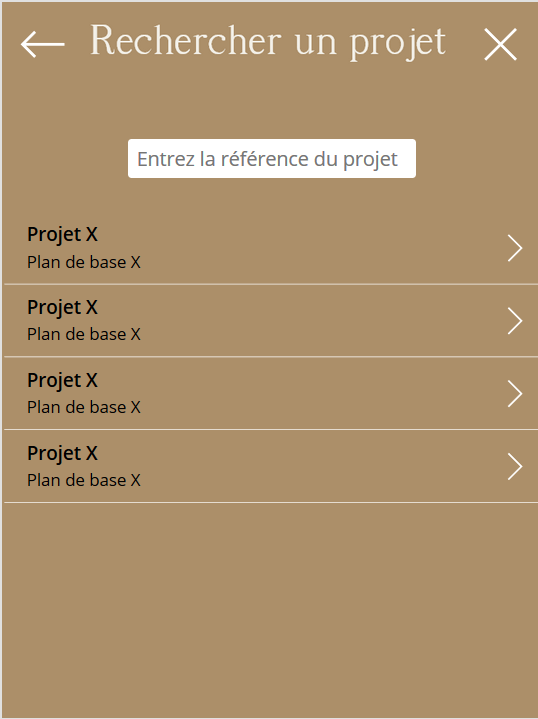 Rechercher un projet
Entrez la référence du projet
Projet X
Plan de base X
Projet X
Plan de base X
Projet X
Plan de base X
Projet X
Plan de base X